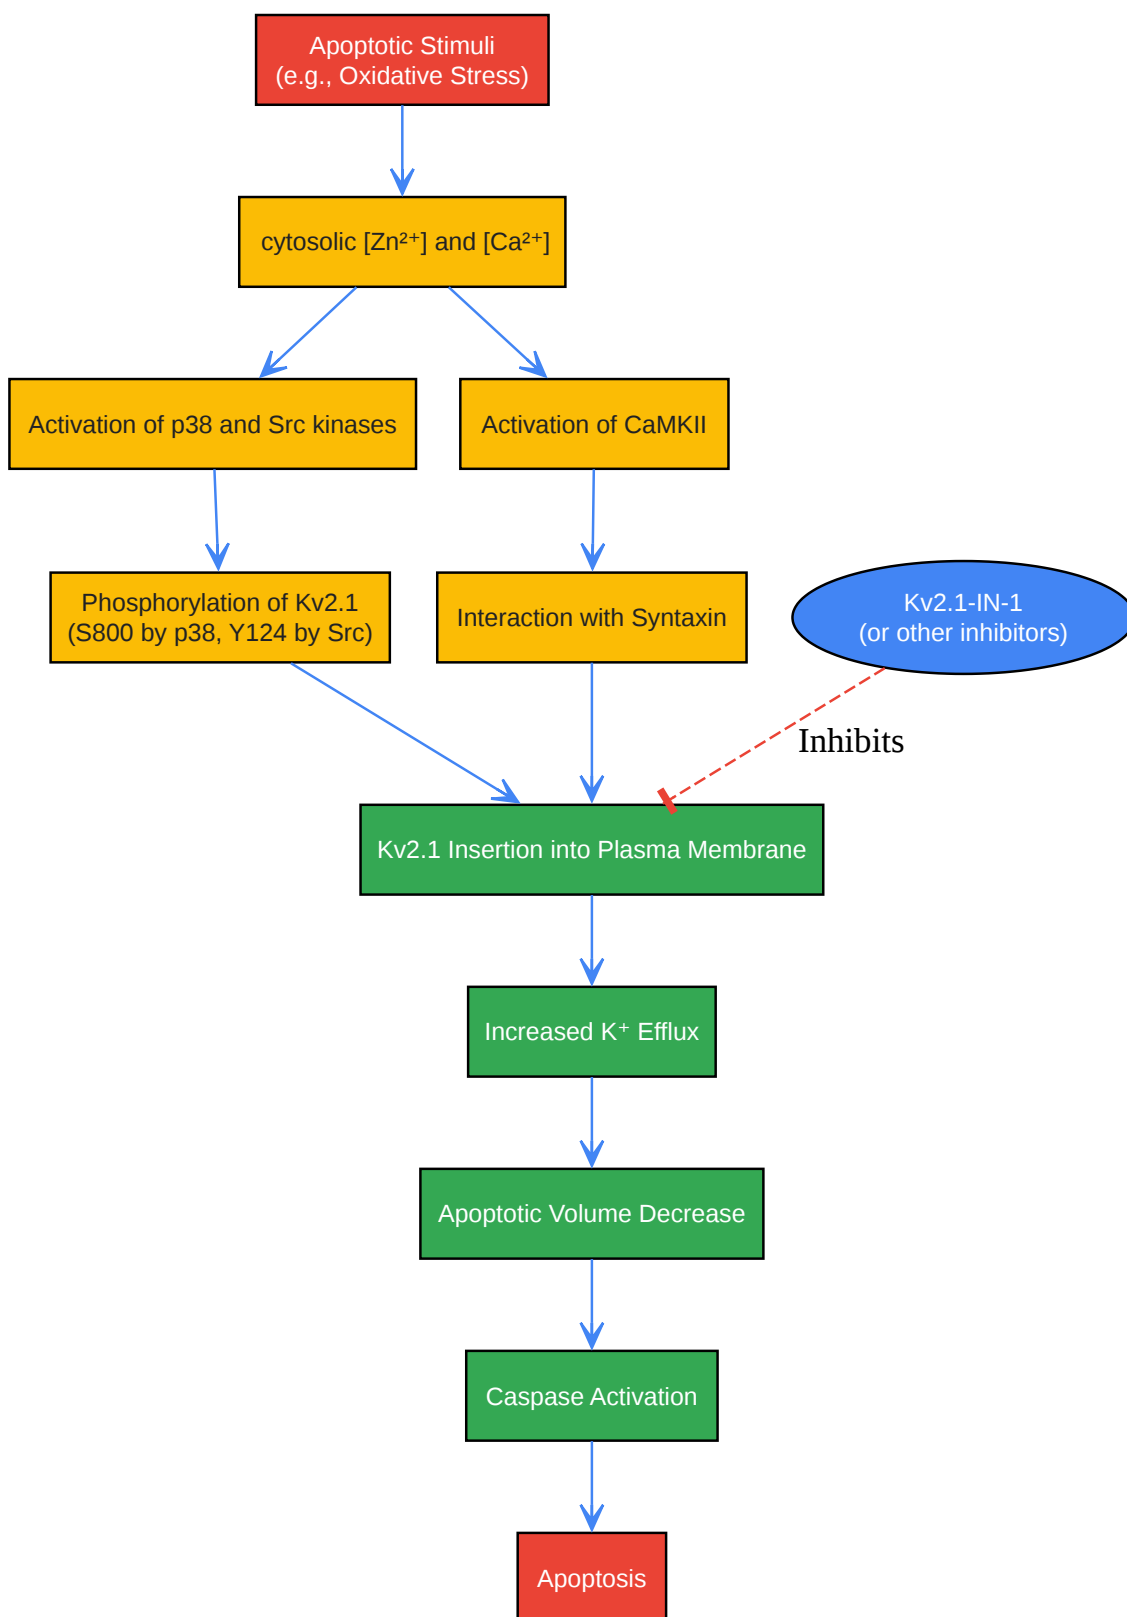 Apoptotic Stimuli
(e.g., Oxidative Stress)
cytosolic [Zn²⁺] and [Ca²⁺]
Activation of p38 and Src kinases
Activation of CaMKII
Phosphorylation of Kv2.1
(S800 by p38, Y124 by Src)
Interaction with Syntaxin
Kv2.1-IN-1
(or other inhibitors)
Inhibits
Kv2.1 Insertion into Plasma Membrane
Increased K⁺ Efflux
Apoptotic Volume Decrease
Caspase Activation
Apoptosis